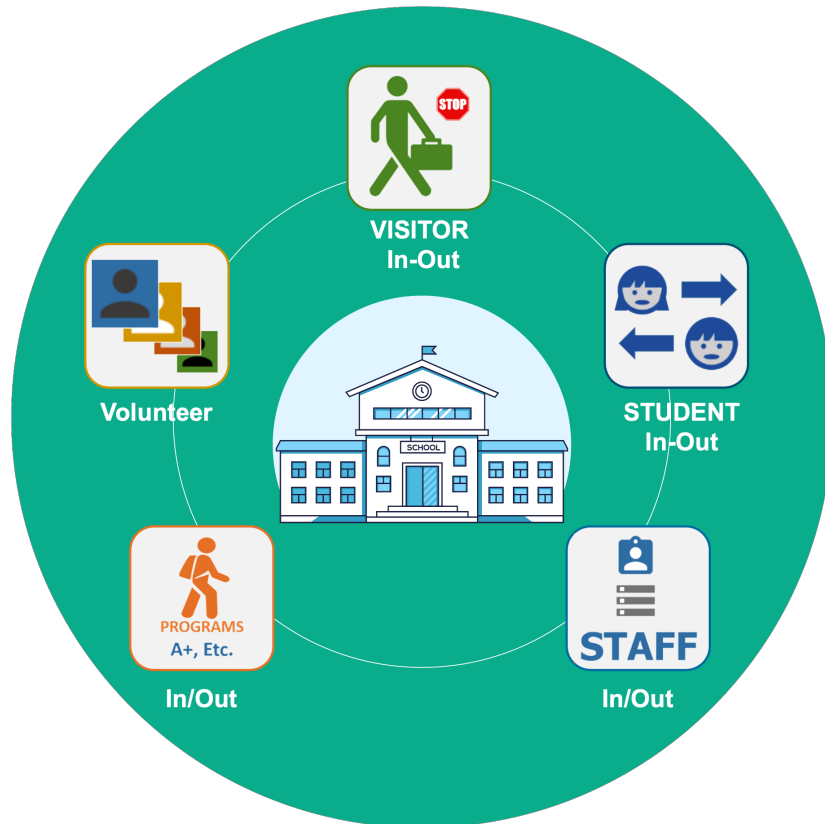 STOP
VISITOR
In-Out
Volunteer
STUDENT
In-Out
SCHOOL
PROGRAMS
A+, Etc.
In/Out
STAFF
In/Out